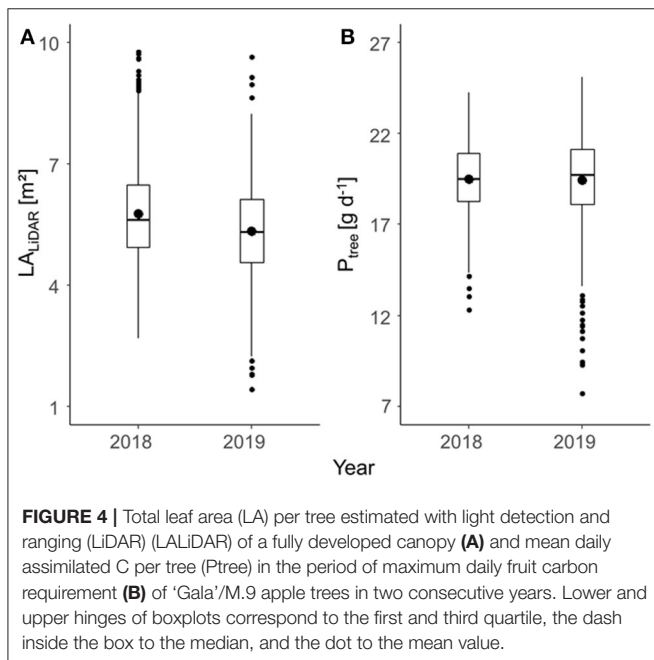 A
10
7
4
1
LA_LiDAR [m²]
2018
2019
B
27
22
17
12
7
P_tree [g d⁻¹]
2018
2019
Year
FIGURE 4 | Total leaf area (LA) per tree estimated with light detection and
ranging (LiDAR) (LALiDAR) of a fully developed canopy (A) and mean daily
assimilated C per tree (Ptree) in the period of maximum daily fruit carbon
requirement (B) of ‘Gala’/M.9 apple trees in two consecutive years. Lower and
upper hinges of boxplots correspond to the first and third quartile, the dash
inside the box to the median, and the dot to the mean value.